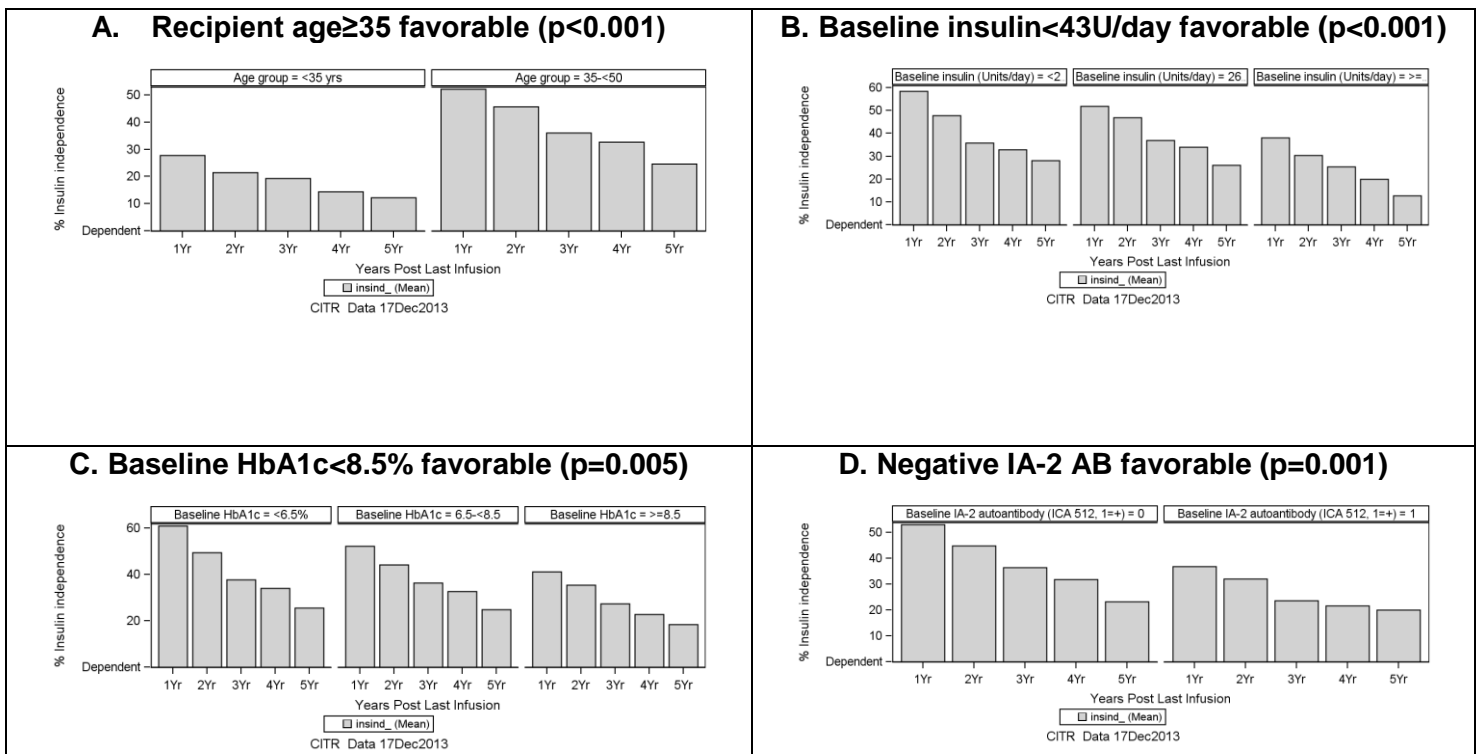 A. Recipient age≥35 favorable (p<0.001)
Age group = <35 yrs
Age group = 35-<50
% Insulin independence
50
40
30
20
10
Dependent
1Yr 2Yr 3Yr 4Yr 5Yr 1Yr 2Yr 3Yr 4Yr 5Yr
Years Post Last Infusion
insind_ (Mean)
CITR Data 17Dec2013
B. Baseline insulin<43U/day favorable (p<0.001)
Baseline insulin (Units/day) = <2
Baseline insulin (Units/day) = 26
Baseline insulin (Units/day) = >=
% Insulin independence
60
50
40
30
20
10
Dependent
1Yr 2Yr 3Yr 4Yr 5Yr 1Yr 2Yr 3Yr 4Yr 5Yr 1Yr 2Yr 3Yr 4Yr 5Yr
Years Post Last Infusion
insind_ (Mean)
CITR Data 17Dec2013
C. Baseline HbA1c<8.5% favorable (p=0.005)
Baseline HbA1c = <6.5%
Baseline HbA1c = 6.5-<8.5
Baseline HbA1c = >=8.5
% Insulin independence
60
40
20
Dependent
1Yr 2Yr 3Yr 4Yr 5Yr 1Yr 2Yr 3Yr 4Yr 5Yr 1Yr 2Yr 3Yr 4Yr 5Yr
Years Post Last Infusion
insind_ (Mean)
CITR Data 17Dec2013
D. Negative IA-2 AB favorable (p=0.001)
Baseline IA-2 autoantibody (ICA 512, 1=+) = 0
Baseline IA-2 autoantibody (ICA 512, 1=+) = 1
% Insulin independence
50
40
30
20
10
Dependent
1Yr 2Yr 3Yr 4Yr 5Yr 1Yr 2Yr 3Yr 4Yr 5Yr
Years Post Last Infusion
insind_ (Mean)
CITR Data 17Dec2013